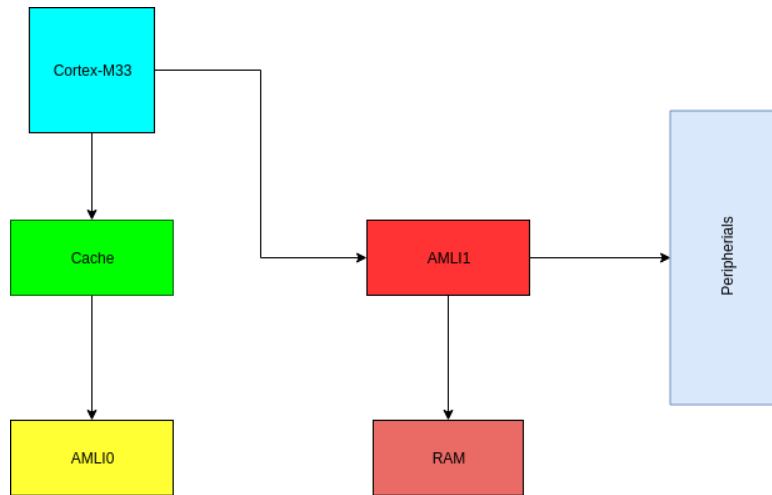 Cortex-M33
Cache
AMLI1
Peripherials
AMLI0
RAM